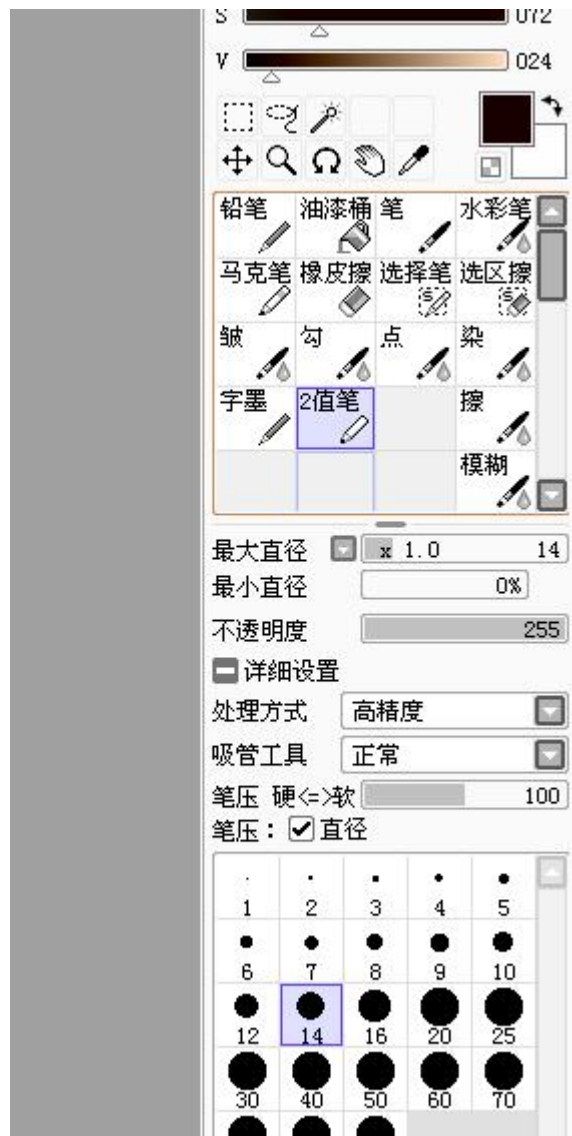 S 072
V 024
铅笔 油漆桶 笔 水彩笔
马克笔 橡皮擦 选择笔 选区擦
皴 勾 点 染
字墨 2值笔 擦
模糊
最大直径 x 1.0 14
最小直径 0%
不透明度 255
详细设置
处理方式 高精度
吸管工具 正常
笔压 硬<=>软 100
笔压: 直径
1 2 3 4 5
6 7 8 9 10
12 14 16 20 25
30 40 50 60 70